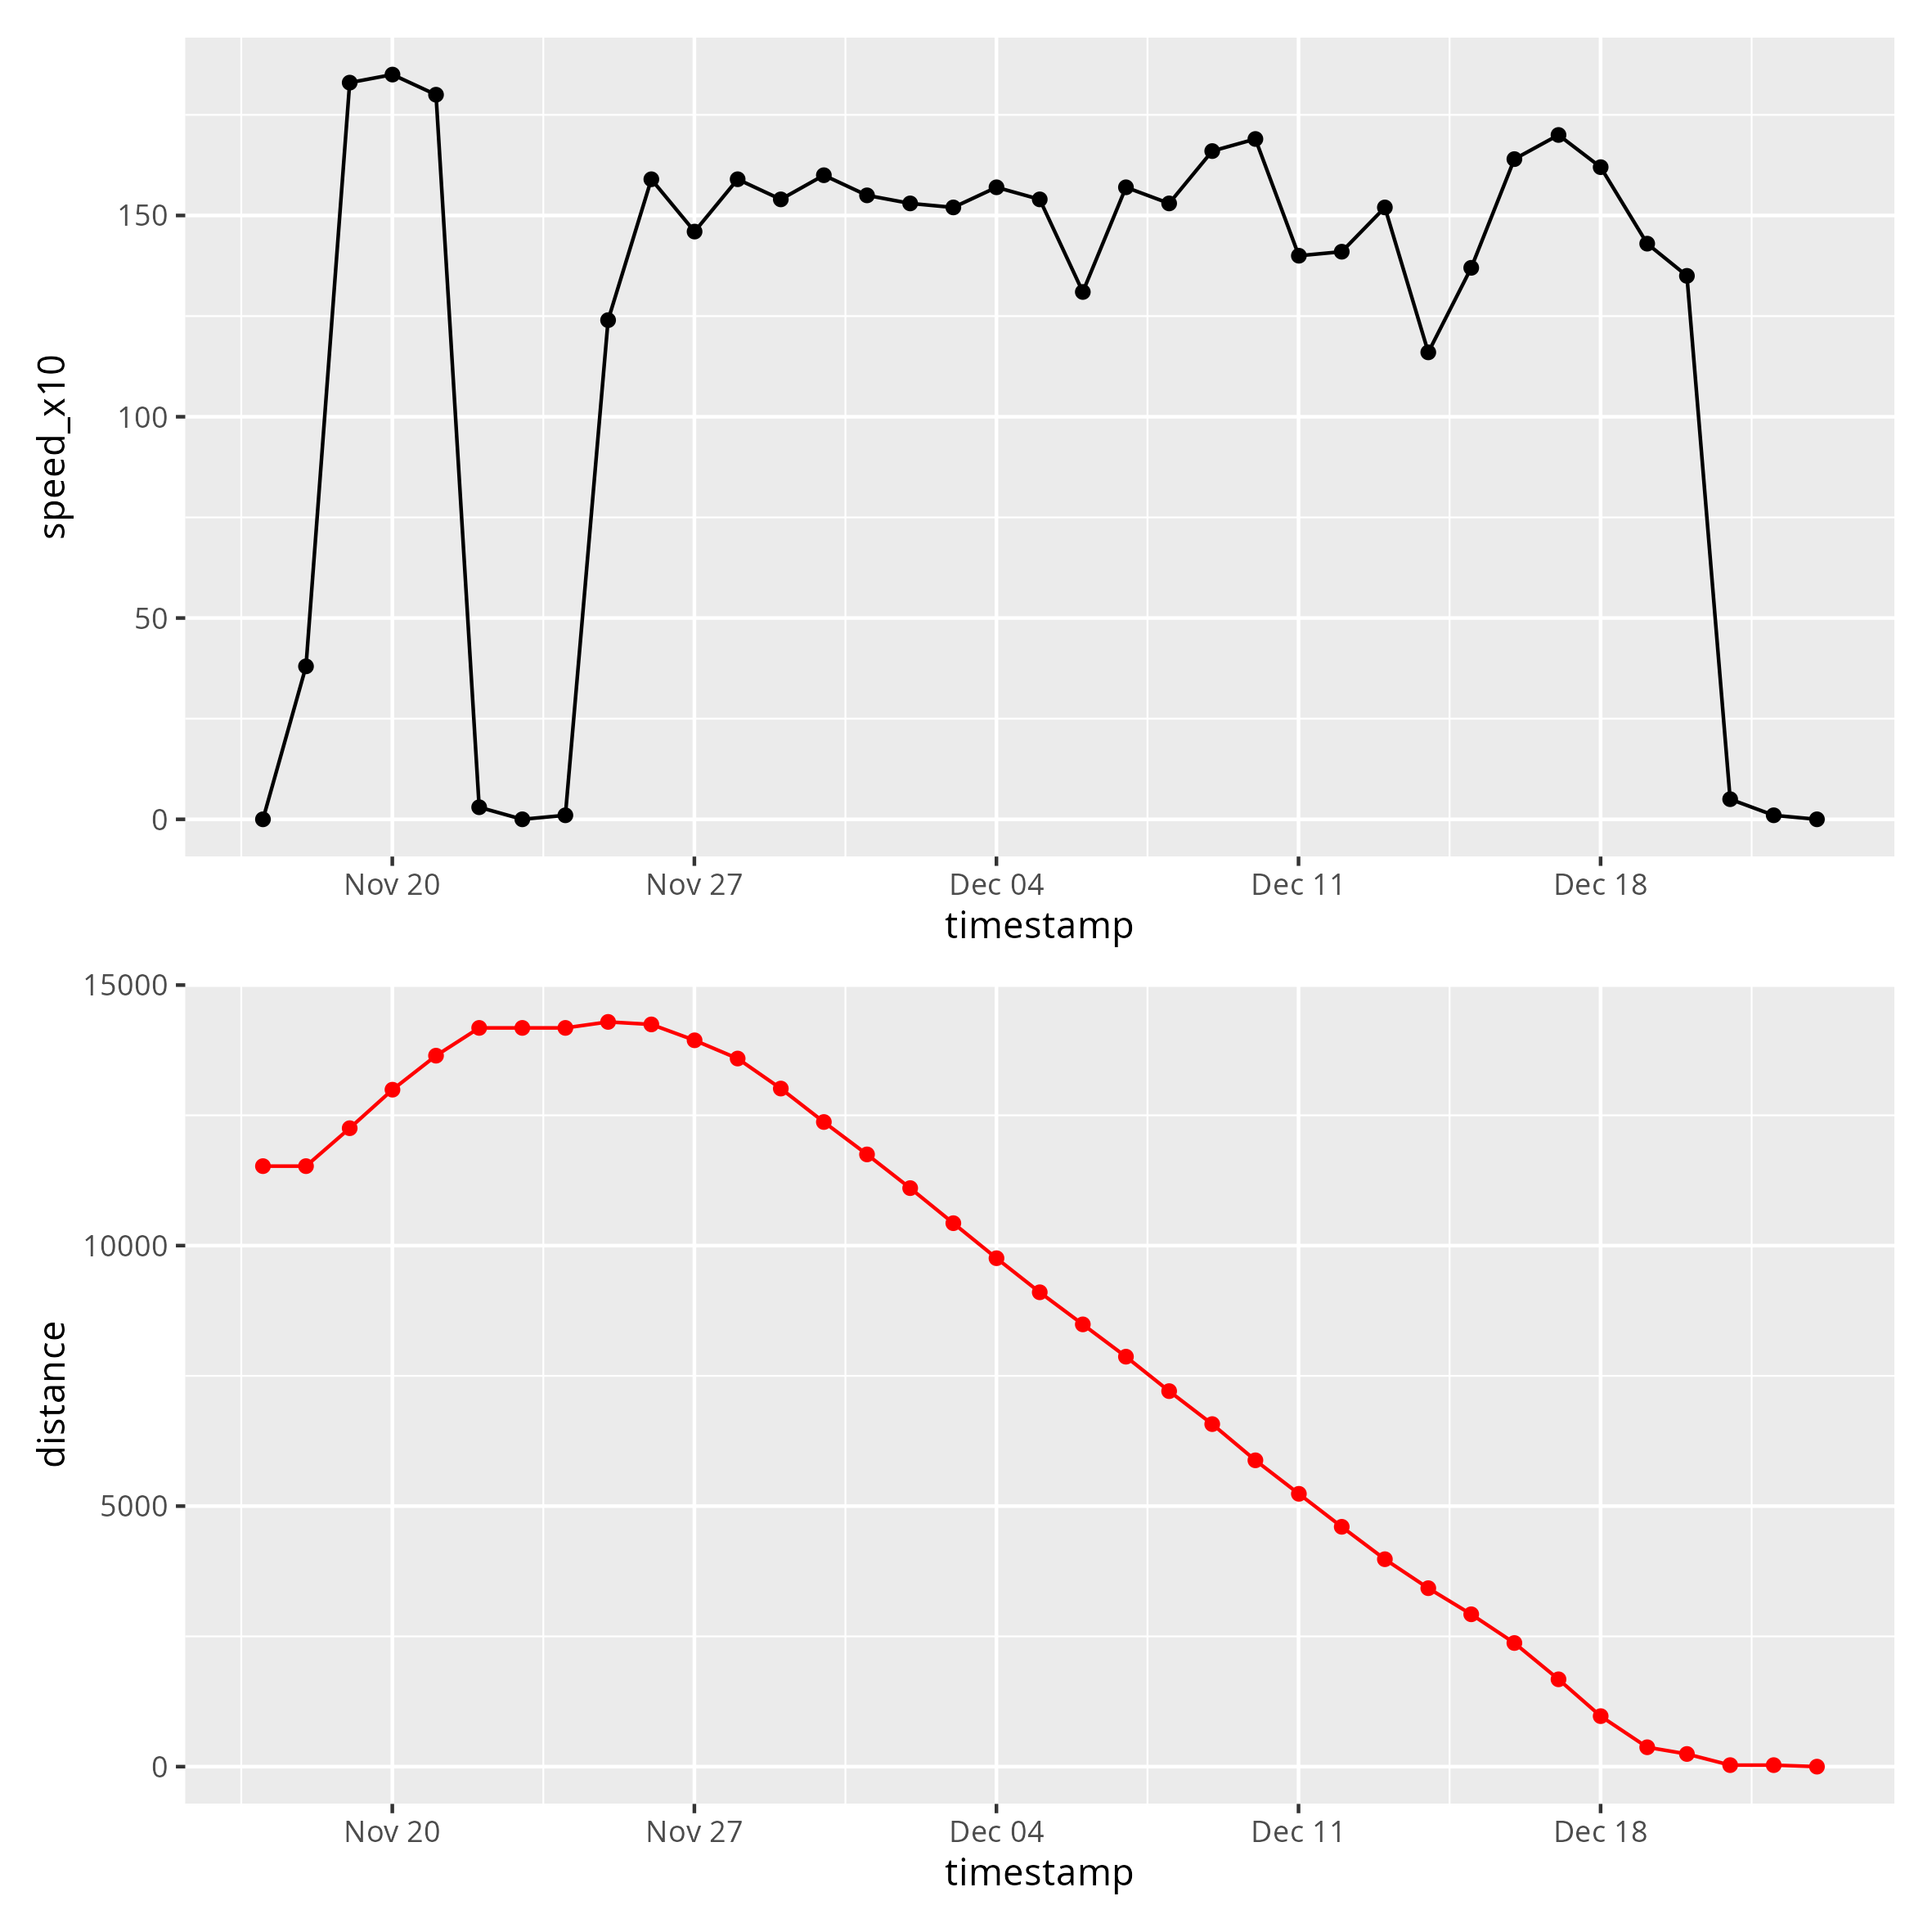 speed_x10
150
100
50
0
Nov 20 Nov 27 Dec 04 Dec 11 Dec 18
timestamp
distance
15000
10000
5000
0
Nov 20 Nov 27 Dec 04 Dec 11 Dec 18
timestamp